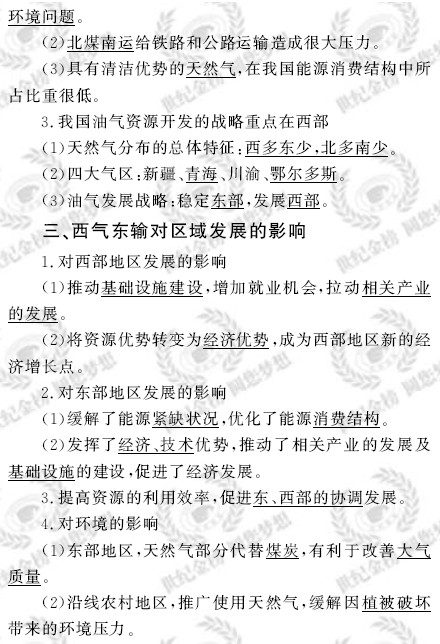 环境问题。
(2)北煤南运给铁路和公路运输造成很大压力。
(3)具有清洁优势的天然气,在我国能源消费结构中所
占比重很低。
3.我国油气资源开发的战略重点在西部
(1)天然气分布的总体特征:西多东少,北多南少。
(2)四大气区:新疆、青海、川渝、鄂尔多斯。
(3)油气发展战略:稳定东部,发展西部。
三、西气东输对区域发展的影响
1.对西部地区发展的影响
(1)推动基础设施建设,增加就业机会,拉动相关产业
的发展。
(2)将资源优势转变为经济优势,成为西部地区新的经
济增长点。
2.对东部地区发展的影响
(1)缓解了能源紧缺状况,优化了能源消费结构。
(2)发挥了经济、技术优势,推动了相关产业的发展及
基础设施的建设,促进了经济发展。
3.提高资源的利用效率,促进东、西部的协调发展。
4.对环境的影响
(1)东部地区,天然气部分代替煤炭,有利于改善大气
质量。
(2)沿线农村地区,推广使用天然气,缓解因植被破坏
带来的环境压力。